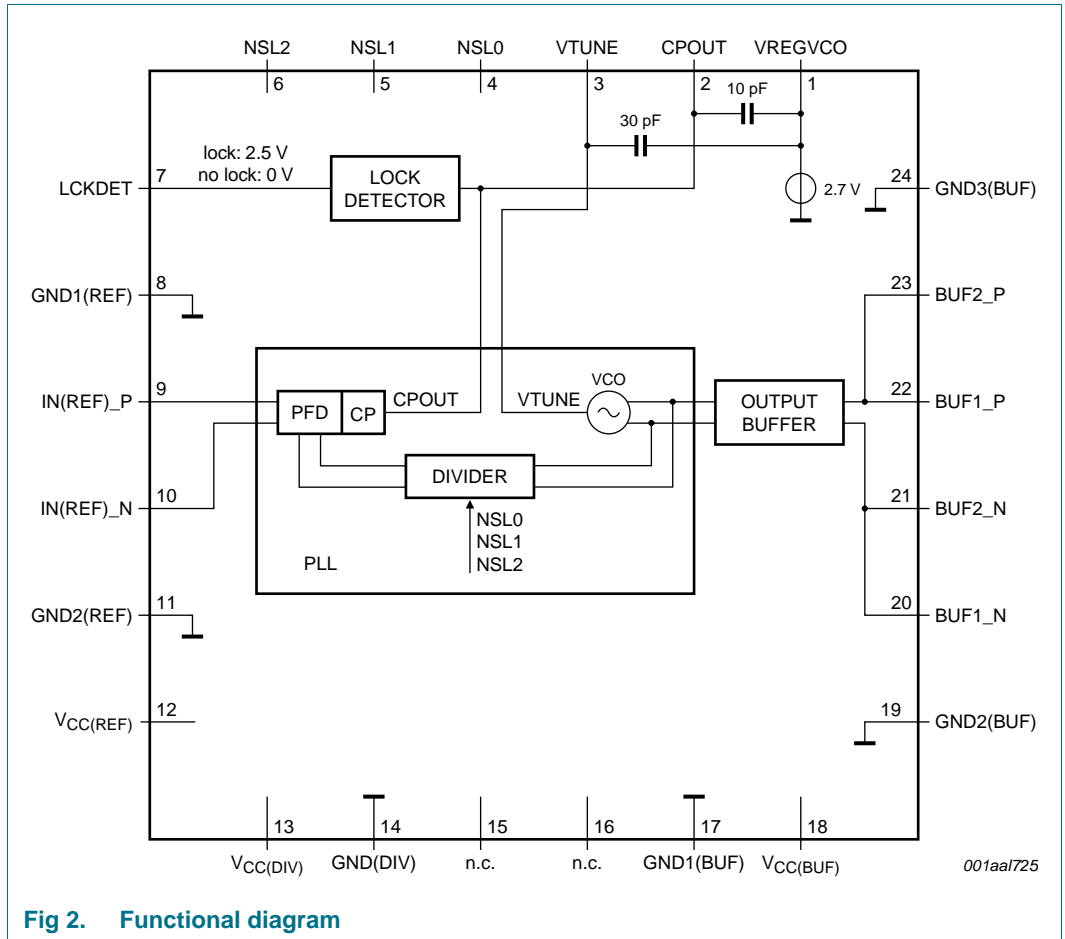 NSL2 NSL1 NSL0 VTUNE CPOUT VREGVCO
6 5 4 3 2 1
10 pF
30 pF
lock: 2.5 V
no lock: 0 V
LCKDET 7
LOCK
DETECTOR
2.7 V
24 GND3(BUF)
GND1(REF) 8
23 BUF2_P
IN(REF)_P 9
PFD CP CPOUT
VTUNE
VCO
OUTPUT
BUFFER
22 BUF1_P
DIVIDER
IN(REF)_N 10
NSL0
NSL1
NSL2
PLL
21 BUF2_N
GND2(REF) 11
20 BUF1_N
VCC(REF) 12
19 GND2(BUF)
13 14 15 16 17 18
VCC(DIV) GND(DIV) n.c. n.c. GND1(BUF) VCC(BUF)
001aal725
Fig 2. Functional diagram